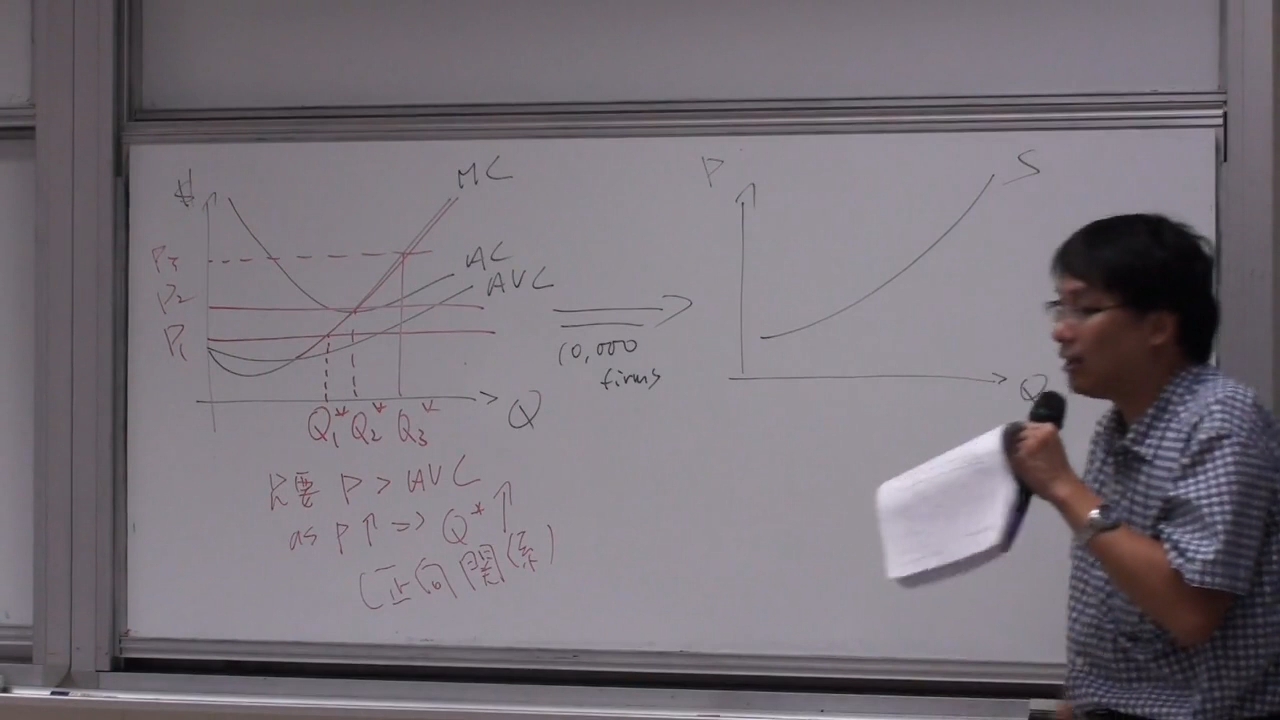 $ MC
P3 AC
P2 AVC
P1
Q1* Q2* Q3* Q
只要 P > AVC
as P↑ => Q*↑
(正向關係)
10,000
firms
P S
Q